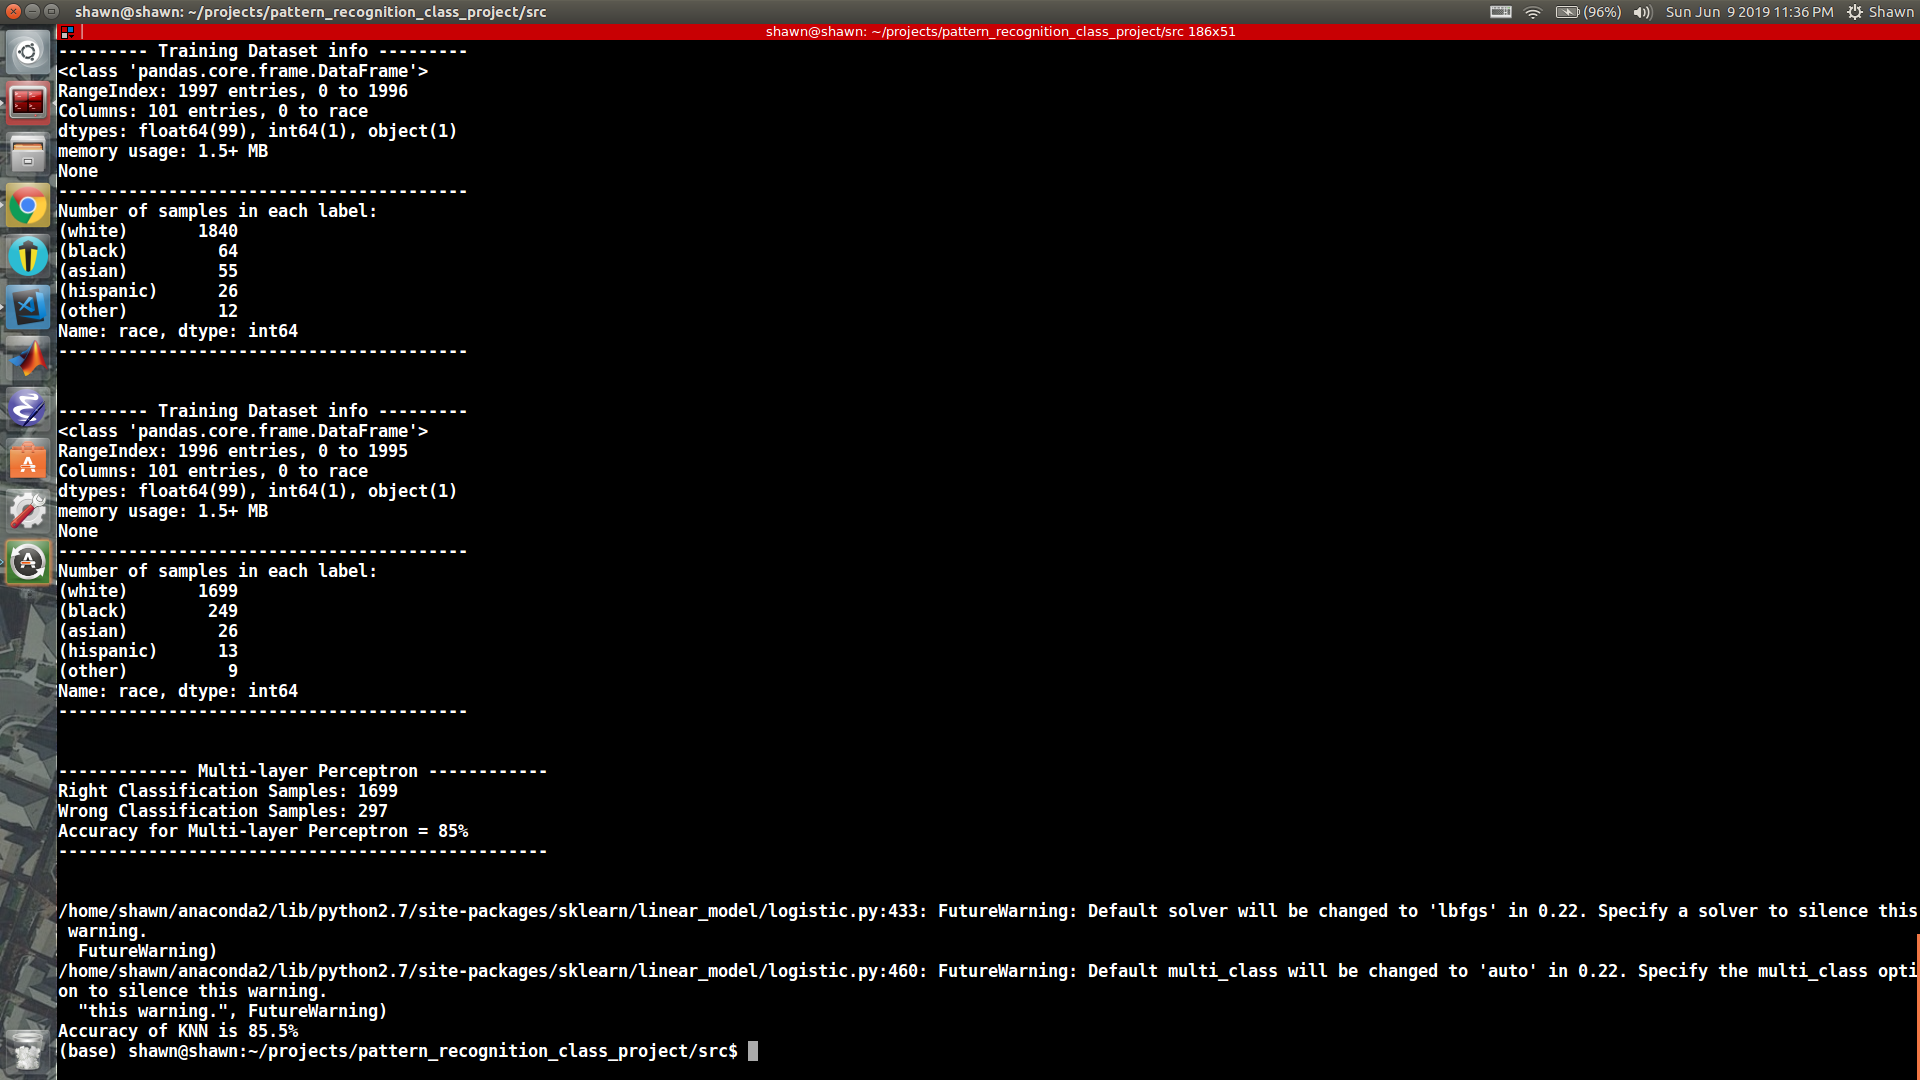 shawn@shawn: ~/projects/pattern_recognition_class_project/src
(96%) Sun Jun 9 2019 11:36 PM Shawn
shawn@shawn: ~/projects/pattern_recognition_class_project/src 186x51
--------- Training Dataset info ---------
<class 'pandas.core.frame.DataFrame'>
RangeIndex: 1997 entries, 0 to 1996
Columns: 101 entries, 0 to race
dtypes: float64(99), int64(1), object(1)
memory usage: 1.5+ MB
None
-----------------------------------------
Number of samples in each label:
(white)       1840
(black)         64
(asian)         55
(hispanic)      26
(other)         12
Name: race, dtype: int64
-----------------------------------------
--------- Training Dataset info ---------
<class 'pandas.core.frame.DataFrame'>
RangeIndex: 1996 entries, 0 to 1995
Columns: 101 entries, 0 to race
dtypes: float64(99), int64(1), object(1)
memory usage: 1.5+ MB
None
-----------------------------------------
Number of samples in each label:
(white)       1699
(black)        249
(asian)         26
(hispanic)      13
(other)          9
Name: race, dtype: int64
-----------------------------------------
------------- Multi-layer Perceptron ------------
Right Classification Samples: 1699
Wrong Classification Samples: 297
Accuracy for Multi-layer Perceptron = 85%
-------------------------------------------------
/home/shawn/anaconda2/lib/python2.7/site-packages/sklearn/linear_model/logistic.py:433: FutureWarning: Default solver will be changed to 'lbfgs' in 0.22. Specify a solver to silence this
 warning.
  FutureWarning)
/home/shawn/anaconda2/lib/python2.7/site-packages/sklearn/linear_model/logistic.py:460: FutureWarning: Default multi_class will be changed to 'auto' in 0.22. Specify the multi_class opti
on to silence this warning.
  "this warning.", FutureWarning)
Accuracy of KNN is 85.5%
(base) shawn@shawn:~/projects/pattern_recognition_class_project/src$